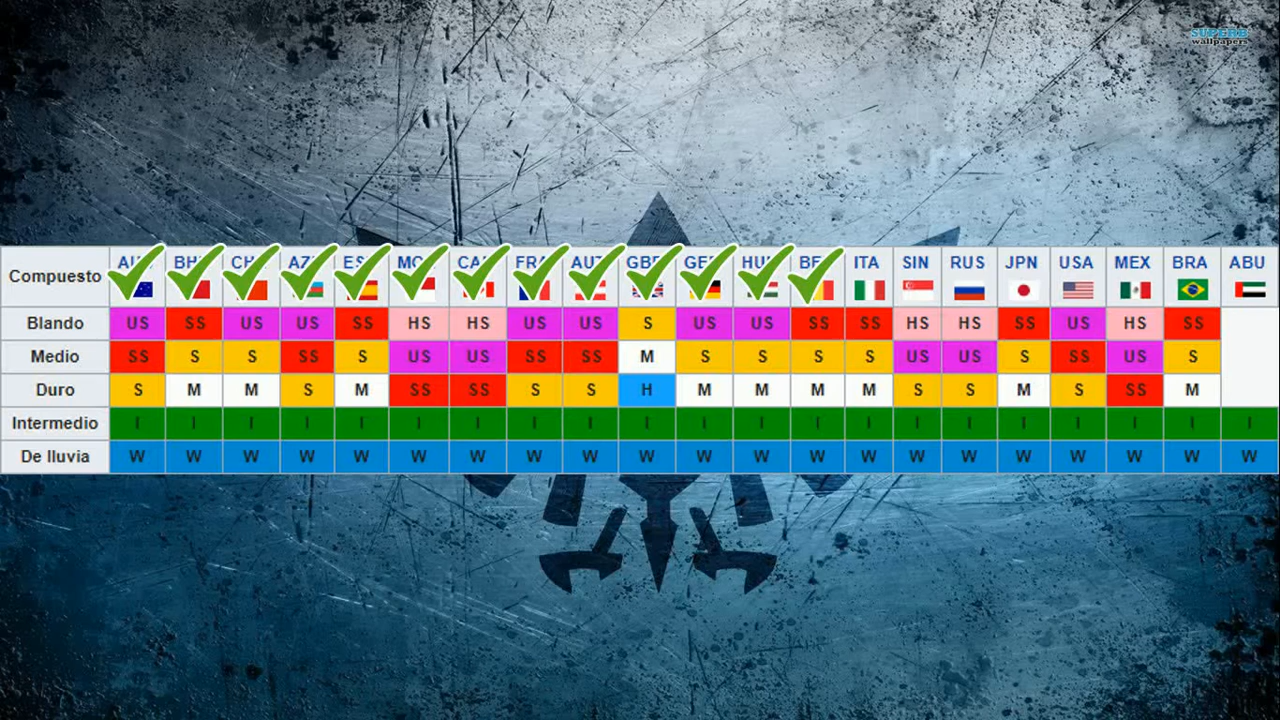 SUPERB
wallpapers
Compuesto ITA SIN RUS JPN USA MEX BRA ABU
Blando US SS US US SS HS HS US US S US US SS SS HS HS SS US HS SS
Medio SS S S SS S US US SS SS M S S S S US US S SS US S
Duro S M M S M SS SS S S H M M M M S S M S SS M
Intermedio I I I I I I I I I I I I I I I I I I I I I
De lluvia W W W W W W W W W W W W W W W W W W W W W